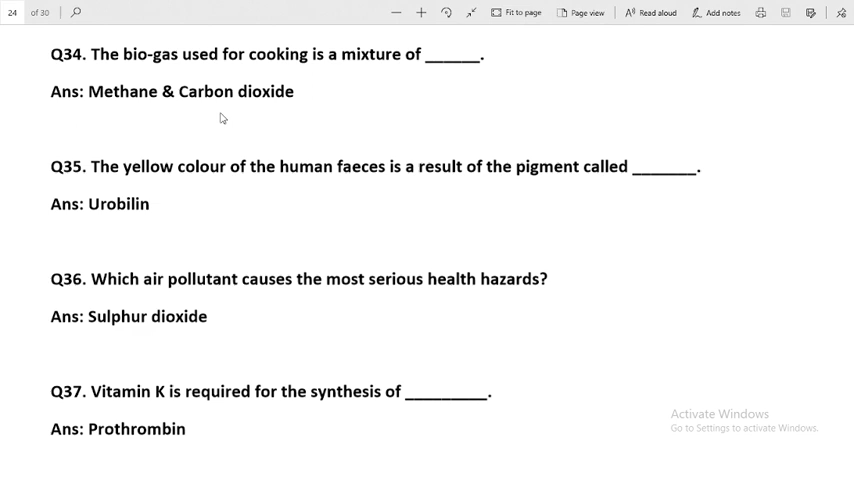 24 of 30 Fit to page Page view Read aloud Add notes
Q34. The bio-gas used for cooking is a mixture of ______.
Ans: Methane & Carbon dioxide
Q35. The yellow colour of the human faeces is a result of the pigment called _______.
Ans: Urobilin
Q36. Which air pollutant causes the most serious health hazards?
Ans: Sulphur dioxide
Q37. Vitamin K is required for the synthesis of _________.
Ans: Prothrombin
Activate Windows
Go to Settings to activate Windows.